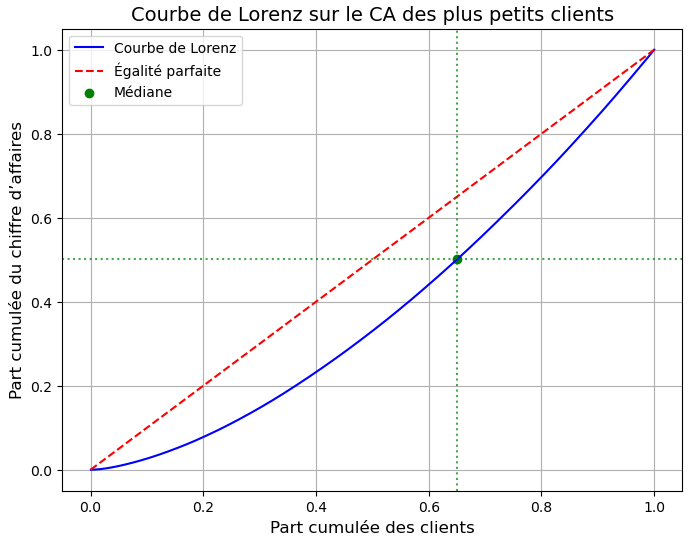 Courbe de Lorenz sur le CA des plus petits clients
Courbe de Lorenz
Égalité parfaite
Médiane
Part cumulée du chiffre d’affaires
1.0
0.8
0.6
0.4
0.2
0.0
0.0 0.2 0.4 0.6 0.8 1.0
Part cumulée des clients